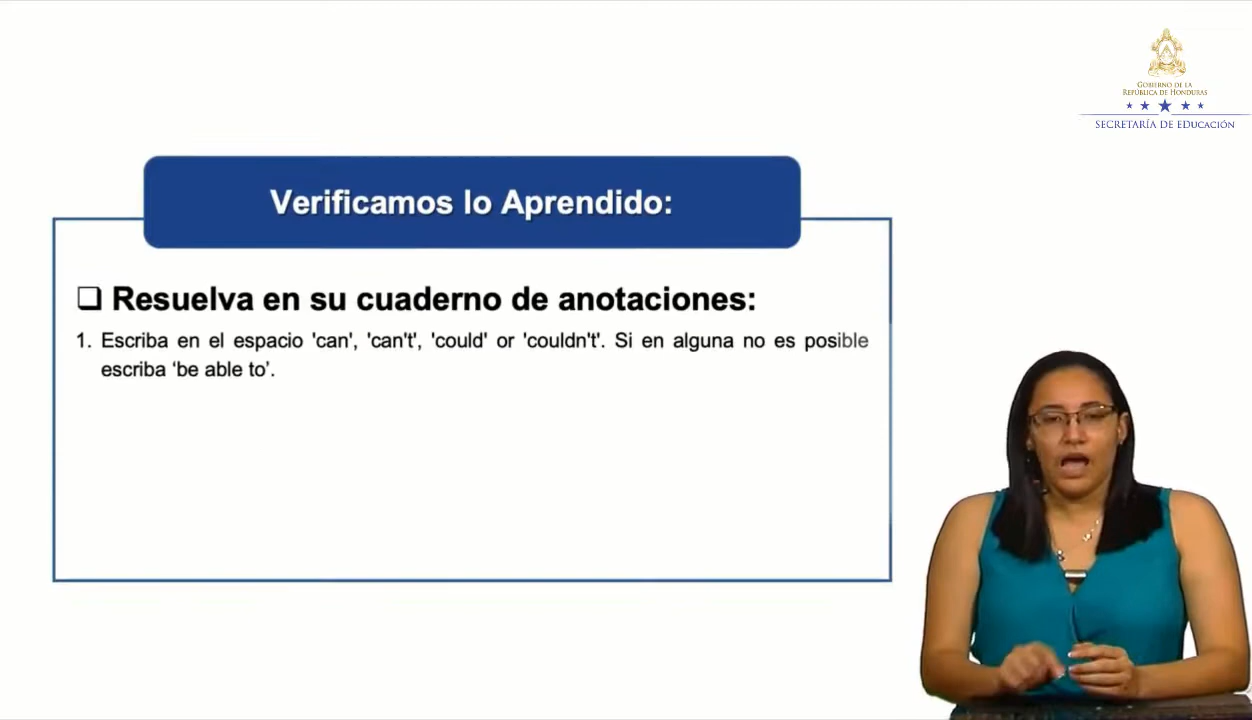 GOBIERNO DE LA
REPÚBLICA DE HONDURAS
SECRETARÍA DE EDUCACIÓN
Verificamos lo Aprendido:
Resuelva en su cuaderno de anotaciones:
1. Escriba en el espacio 'can', 'can't', 'could' or 'couldn't'. Si en alguna no es posible
escriba ‘be able to’.